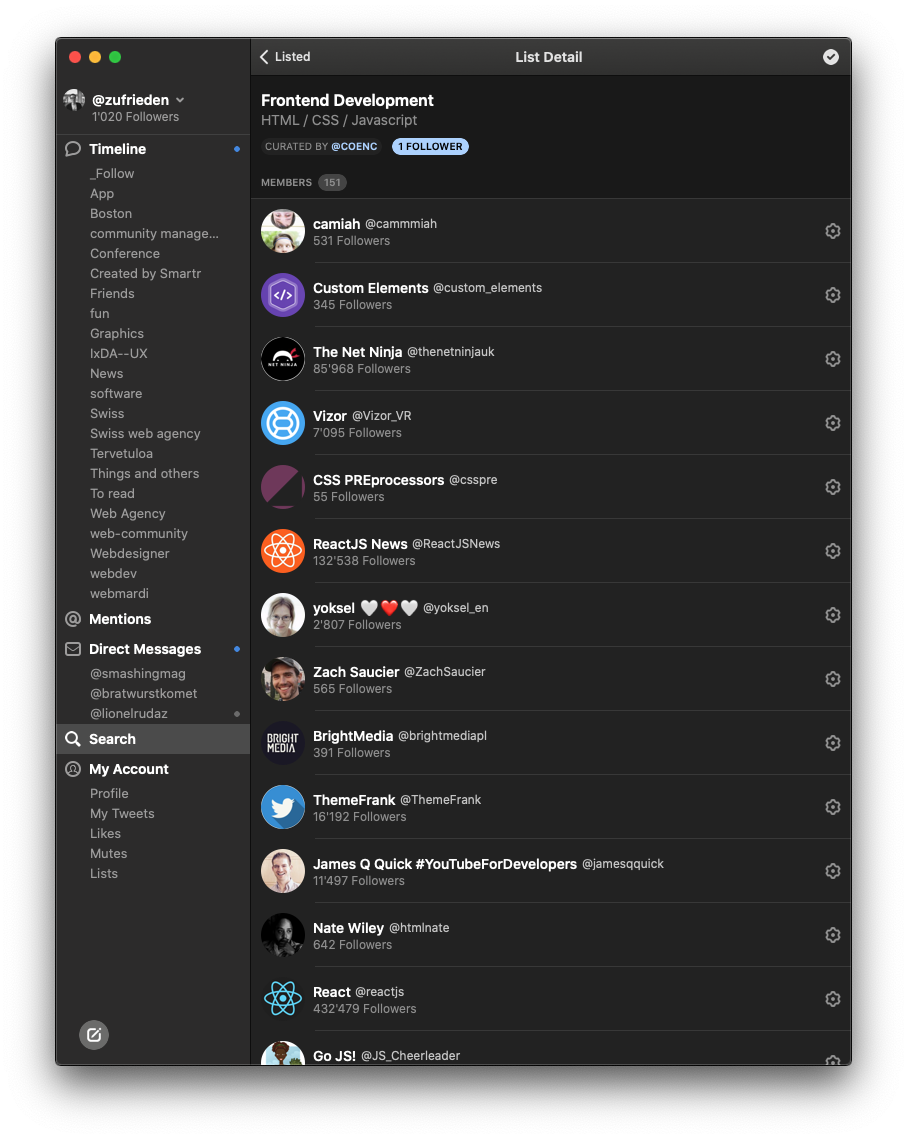 Listed
List Detail
@zufrieden
1'020 Followers
Timeline
_Follow
App
Boston
community manage...
Conference
Created by Smartr
Friends
fun
Graphics
IxDA--UX
News
software
Swiss
Swiss web agency
Tervetuloa
Things and others
To read
Web Agency
web-community
Webdesigner
webdev
webmardi
Mentions
Direct Messages
@smashingmag
@bratwurstkomet
@lionelrudaz
Search
My Account
Profile
My Tweets
Likes
Mutes
Lists
Frontend Development
HTML / CSS / Javascript
CURATED BY @COENC 1 FOLLOWER
MEMBERS 151
camiah @cammmiah
531 Followers
</>
Custom Elements @custom_elements
345 Followers
NET NINJA
The Net Ninja @thenetninjauk
85'968 Followers
Vizor @Vizor_VR
7'095 Followers
CSS PREprocessors @csspre
55 Followers
ReactJS News @ReactJSNews
132'538 Followers
yoksel 🤍❤️🤍 @yoksel_en
2'807 Followers
Zach Saucier @ZachSaucier
565 Followers
BRIGHT
MEDIA
BrightMedia @brightmediapl
391 Followers
ThemeFrank @ThemeFrank
16'192 Followers
James Q Quick #YouTubeForDevelopers @jamesqquick
11'497 Followers
Nate Wiley @htmlnate
642 Followers
React @reactjs
432'479 Followers
Go JS! @JS_Cheerleader